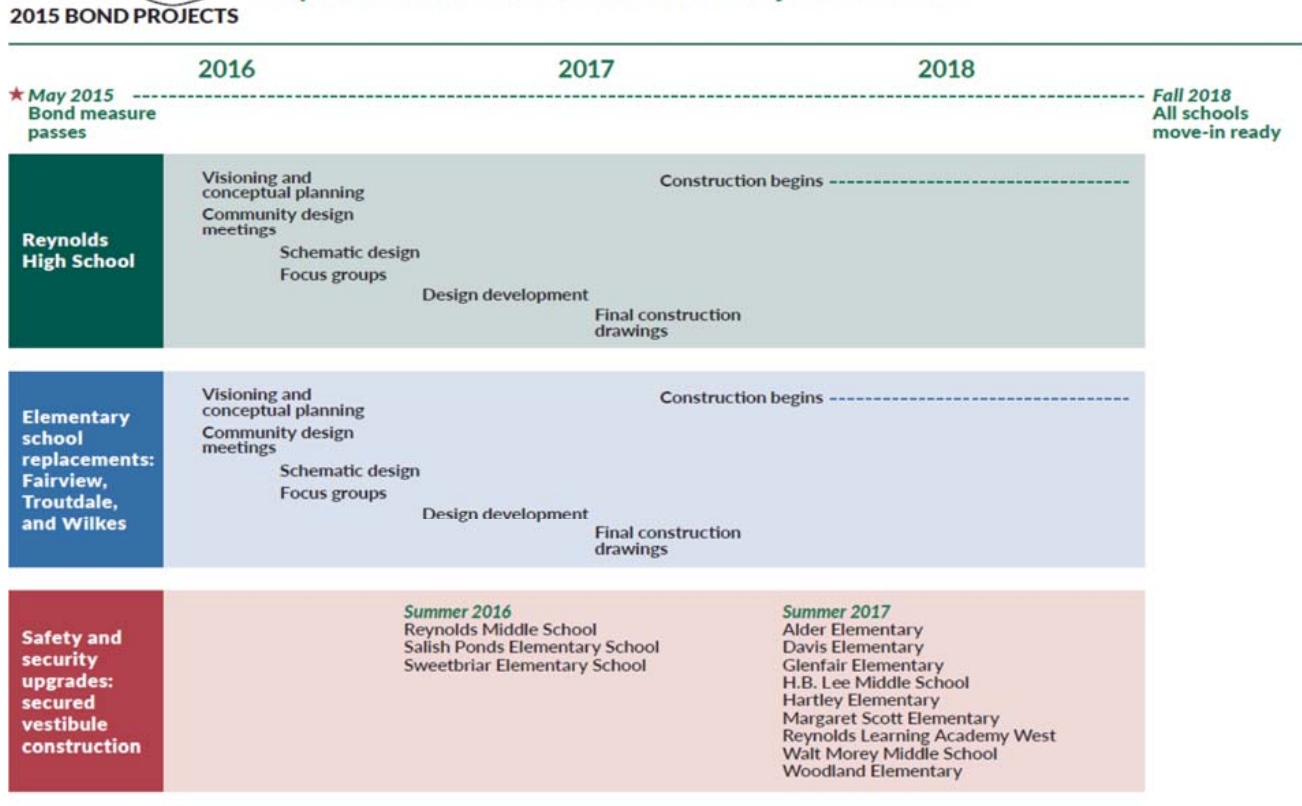 2015 BOND PROJECTS
2016
2017
2018
May 2015
Bond measure
passes
Fall 2018
All schools
move-in ready
Reynolds
High School
Visioning and
conceptual planning
Community design
meetings
Schematic design
Focus groups
Design development
Final construction
drawings
Construction begins
Elementary
school
replacements:
Fairview,
Troutdale,
and Wilkes
Visioning and
conceptual planning
Community design
meetings
Schematic design
Focus groups
Design development
Final construction
drawings
Construction begins
Safety and
security
upgrades:
secured
vestibule
construction
Summer 2016
Reynolds Middle School
Salish Ponds Elementary School
Sweetbriar Elementary School
Summer 2017
Alder Elementary
Davis Elementary
Glenfair Elementary
H.B. Lee Middle School
Hartley Elementary
Margaret Scott Elementary
Reynolds Learning Academy West
Walt Morey Middle School
Woodland Elementary